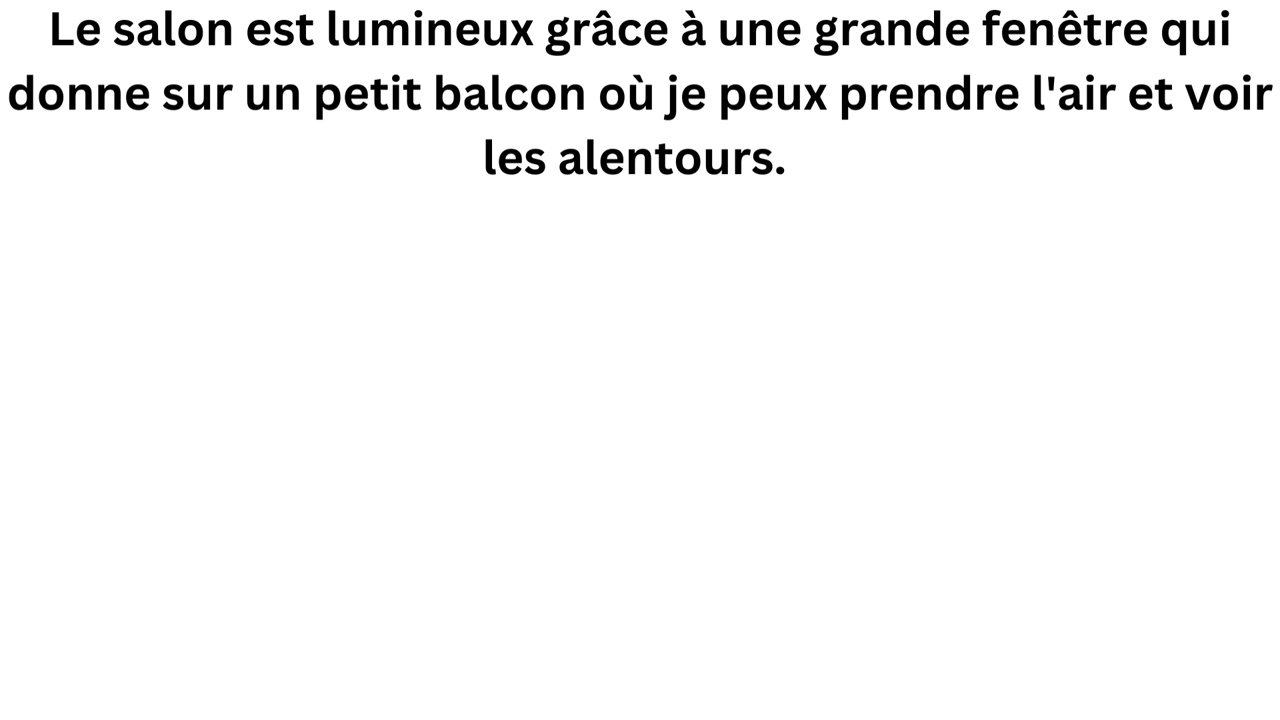 Le salon est lumineux grâce à une grande fenêtre qui
donne sur un petit balcon où je peux prendre l'air et voir
les alentours.